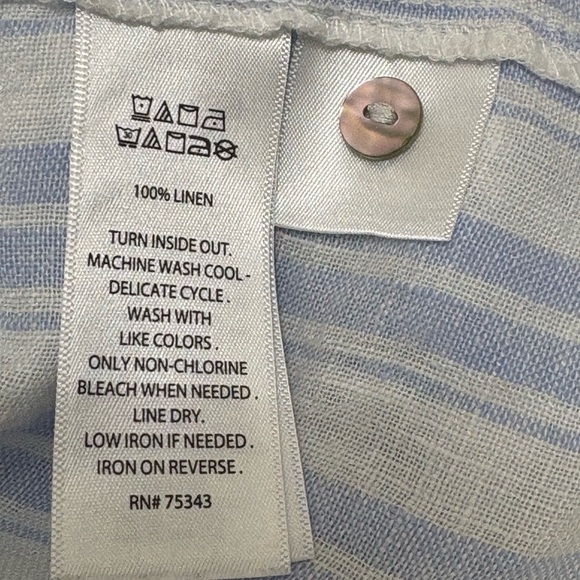 100% LINEN
TURN INSIDE OUT.
MACHINE WASH COOL -
DELICATE CYCLE .
WASH WITH
LIKE COLORS .
ONLY NON-CHLORINE
BLEACH WHEN NEEDED .
LINE DRY.
LOW IRON IF NEEDED .
IRON ON REVERSE .
RN# 75343